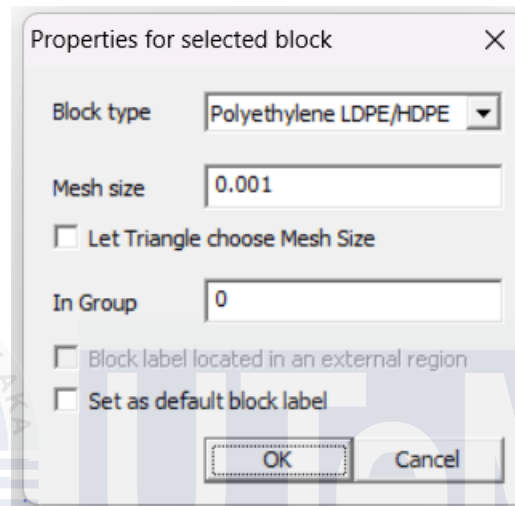 Properties for selected block
Block type Polyethylene LDPE/HDPE
Mesh size 0.001
Let Triangle choose Mesh Size
In Group 0
Block label located in an external region
Set as default block label
OK Cancel